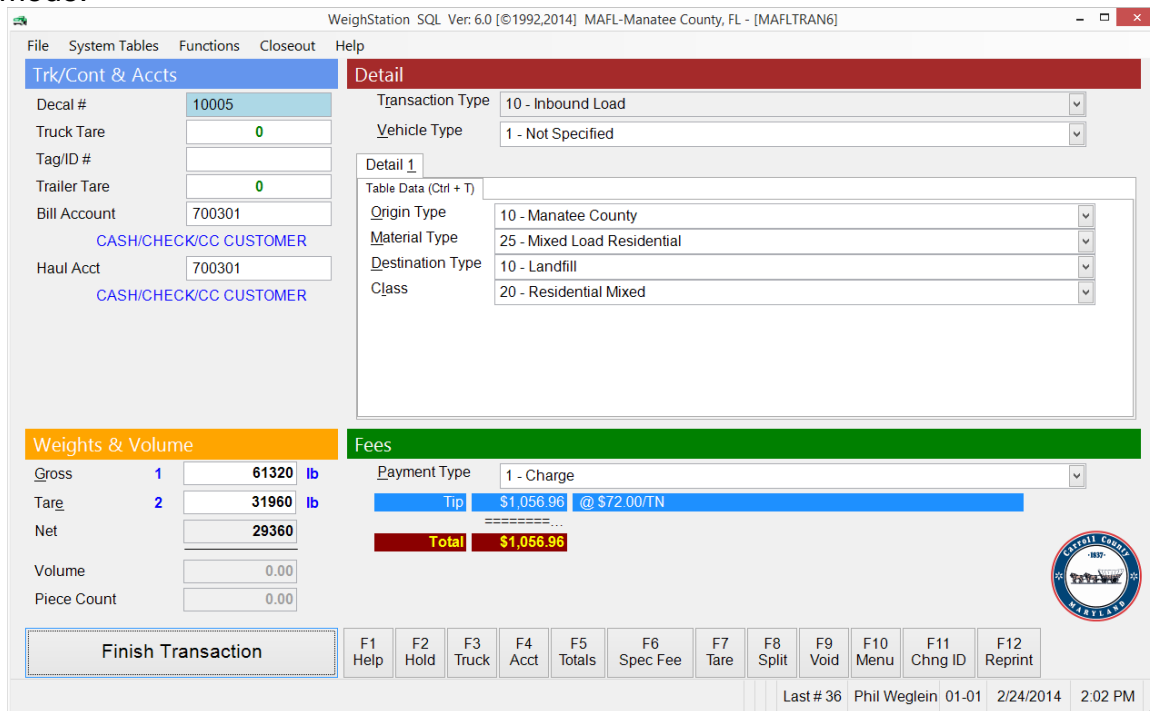 WeighStation SQL Ver: 6.0 [©1992,2014] MAFL-Manatee County, FL - [MAFLTRAN6]
File System Tables Functions Closeout Help
Trk/Cont & Accts
Decal # 10005
Truck Tare 0
Tag/ID #
Trailer Tare 0
Bill Account 700301
CASH/CHECK/CC CUSTOMER
Haul Acct 700301
CASH/CHECK/CC CUSTOMER
Detail
Transaction Type 10 - Inbound Load
Vehicle Type 1 - Not Specified
Detail 1
Table Data (Ctrl + T)
Origin Type 10 - Manatee County
Material Type 25 - Mixed Load Residential
Destination Type 10 - Landfill
Class 20 - Residential Mixed
Weights & Volume
Gross 1 61320 lb
Tare 2 31960 lb
Net 29360
Volume 0.00
Piece Count 0.00
Fees
Payment Type 1 - Charge
Tip $1,056.96 @ $72.00/TN
========...
Total $1,056.96
Carroll County
·1837·
MARYLAND
Finish Transaction
F1 Help F2 Hold F3 Truck F4 Acct F5 Totals F6 Spec Fee F7 Tare F8 Split F9 Void F10 Menu F11 Chng ID F12 Reprint
Last # 36 Phil Weglein 01-01 2/24/2014 2:02 PM